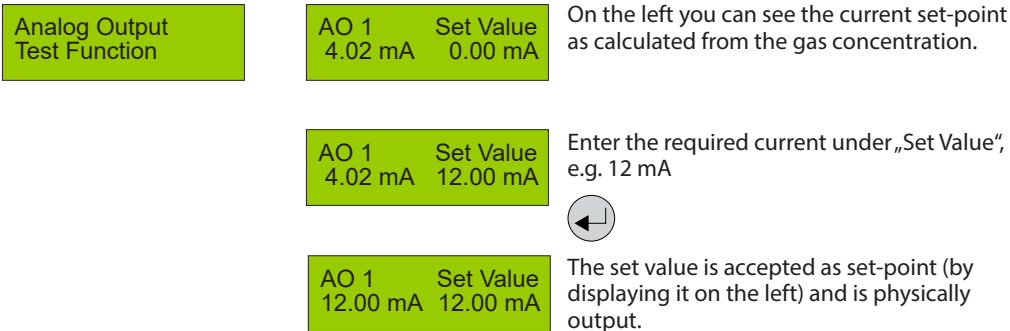 Analog Output
Test Function
AO 1 Set Value
4.02 mA 0.00 mA
On the left you can see the current set-point
as calculated from the gas concentration.
AO 1 Set Value
4.02 mA 12.00 mA
Enter the required current under „Set Value“,
e.g. 12 mA
AO 1 Set Value
12.00 mA 12.00 mA
The set value is accepted as set-point (by
displaying it on the left) and is physically
output.